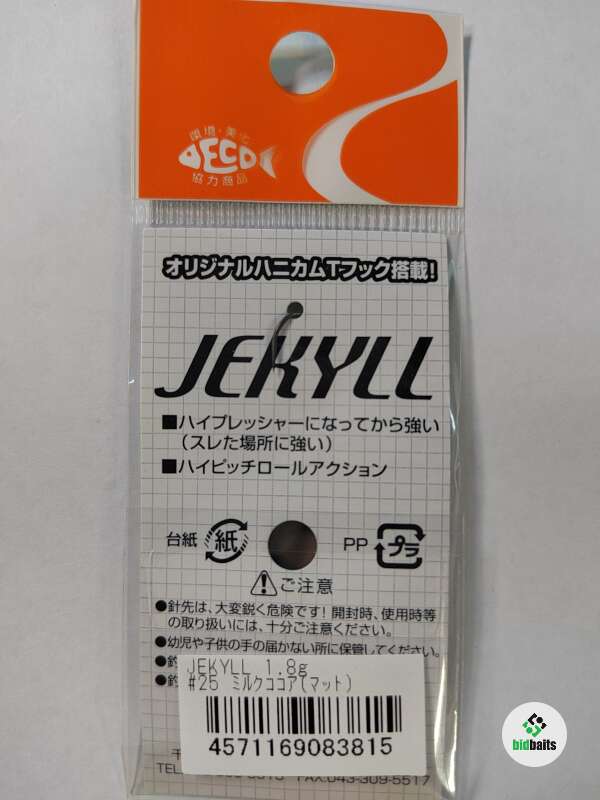 環境・美化
DECO
協力商品
オリジナルハニカムTフック搭載!
JEKYLL
■ハイプレッシャーになってから強い
(スレた場所に強い)
■ハイピッチロールアクション
台紙 紙 PP プラ
ご注意
●針先は、大変鋭く危険です!開封時、使用時等
の取り扱いには、十分ご注意ください。
●幼児や子供の手の届かない所に保管してください。
●釣
●釣
JEKYLL 1.8g
#25 ミルクココア(マット)
4571169083815
TEL FAX.043-309-5517
bidbaits